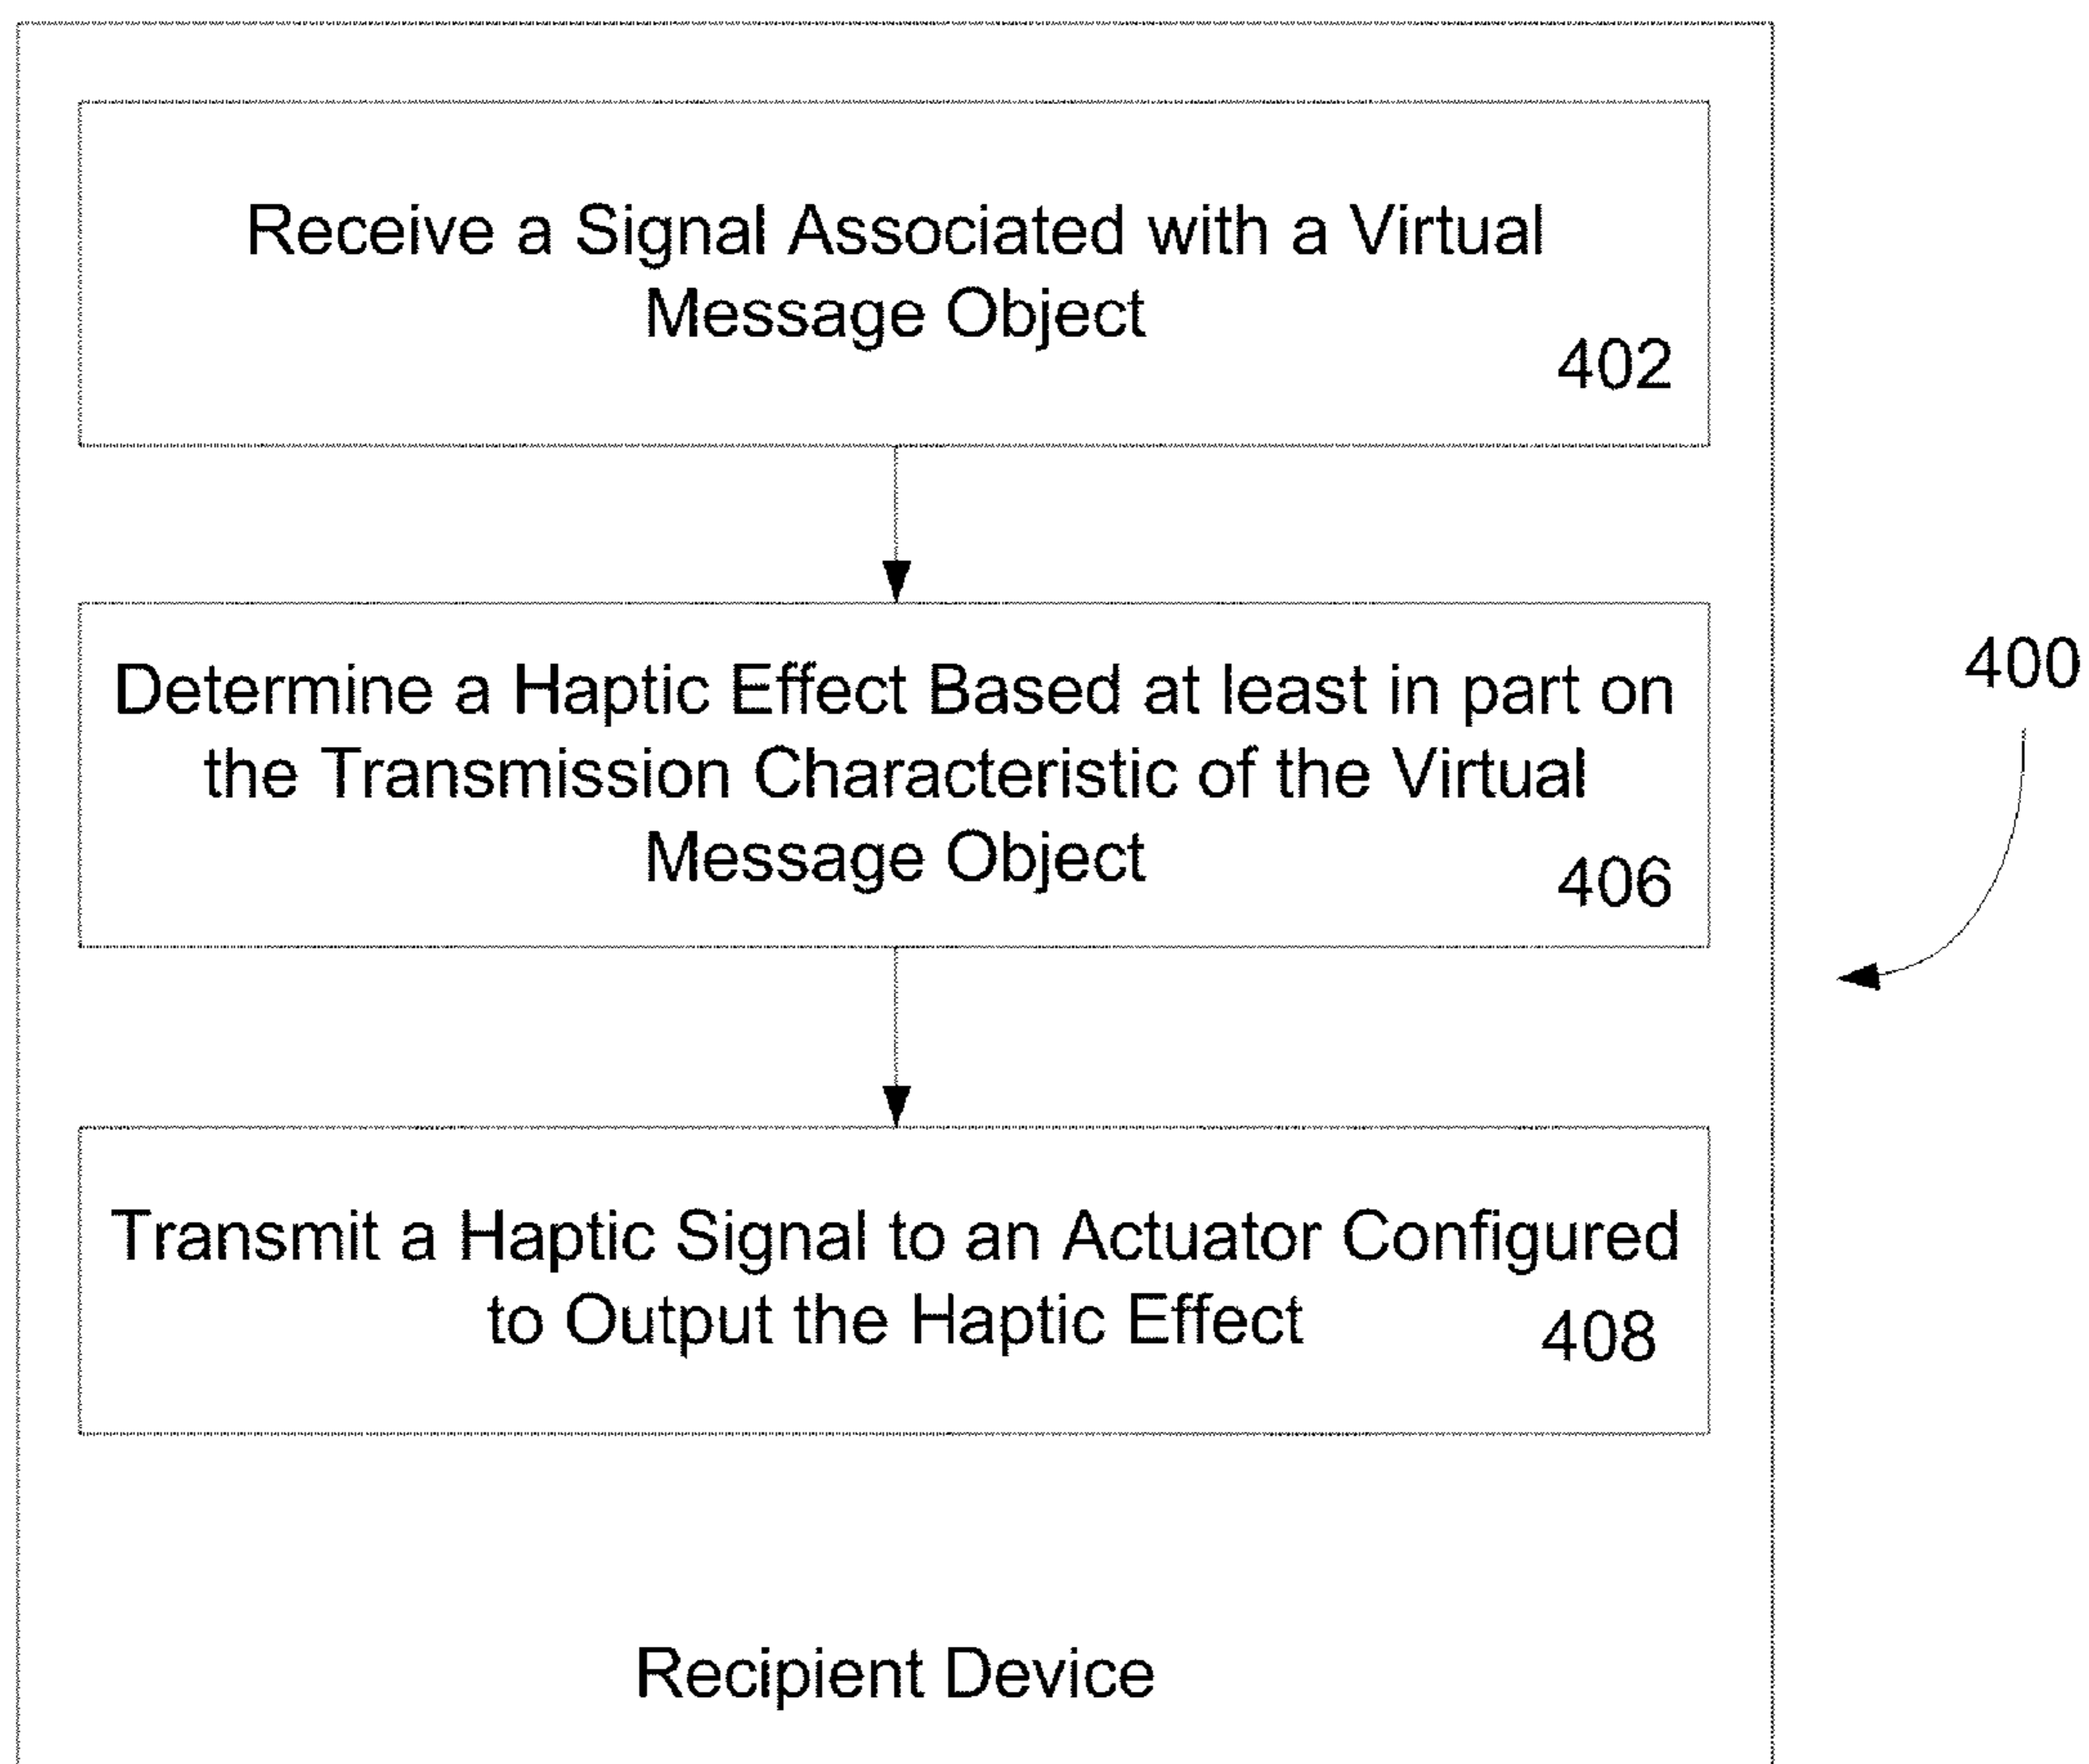 Receive a Signal Associated with a Virtual
Message Object
402
Determine a Haptic Effect Based at least in part on
the Transmission Characteristic of the Virtual
Message Object
406
400
Transmit a Haptic Signal to an Actuator Configured
to Output the Haptic Effect
408
Recipient Device